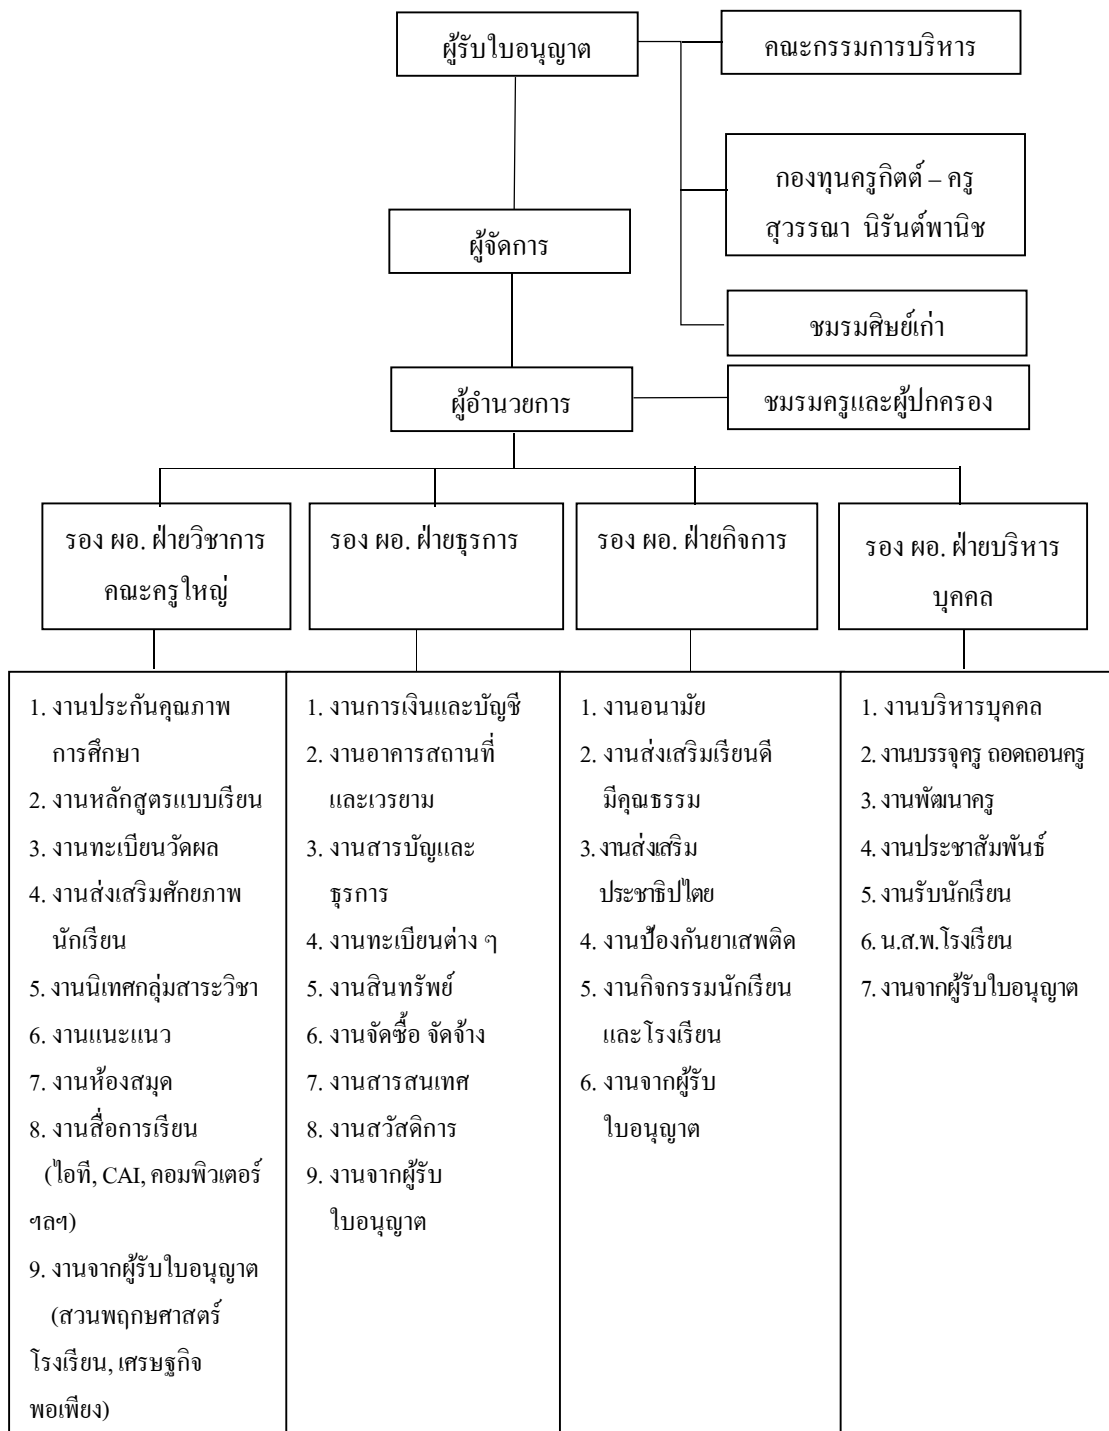 ผู้รับใบอนุญาต
คณะกรรมการบริหาร
กองทุนครูกิตต์ – ครู
สุวรรณา นิรันต์พานิช
ผู้จัดการ
ชมรมศิษย์เก่า
ผู้อำนวยการ
ชมรมครูและผู้ปกครอง
รอง ผอ. ฝ่ายวิชาการ
คณะครูใหญ่
รอง ผอ. ฝ่ายธุรการ
รอง ผอ. ฝ่ายกิจการ
รอง ผอ. ฝ่ายบริหาร
บุคคล
1. งานประกันคุณภาพ
การศึกษา
2. งานหลักสูตรแบบเรียน
3. งานทะเบียนวัดผล
4. งานส่งเสริมศักยภาพ
นักเรียน
5. งานนิเทศกลุ่มสาระวิชา
6. งานแนะแนว
7. งานห้องสมุด
8. งานสื่อการเรียน
(ไอที, CAI, คอมพิวเตอร์
ฯลฯ)
9. งานจากผู้รับใบอนุญาต
(สวนพฤกษศาสตร์
โรงเรียน, เศรษฐกิจ
พอเพียง)
1. งานการเงินและบัญชี
2. งานอาคารสถานที่
และเวรยาม
3. งานสารบัญและ
ธุรการ
4. งานทะเบียนต่าง ๆ
5. งานสินทรัพย์
6. งานจัดซื้อ จัดจ้าง
7. งานสารสนเทศ
8. งานสวัสดิการ
9. งานจากผู้รับ
ใบอนุญาต
1. งานอนามัย
2. งานส่งเสริมเรียนดี
มีคุณธรรม
3. งานส่งเสริม
ประชาธิปไตย
4. งานป้องกันยาเสพติด
5. งานกิจกรรมนักเรียน
และโรงเรียน
6. งานจากผู้รับ
ใบอนุญาต
1. งานบริหารบุคคล
2. งานบรรจุครู ถอดถอนครู
3. งานพัฒนาครู
4. งานประชาสัมพันธ์
5. งานรับนักเรียน
6. น.ส.พ. โรงเรียน
7. งานจากผู้รับใบอนุญาต